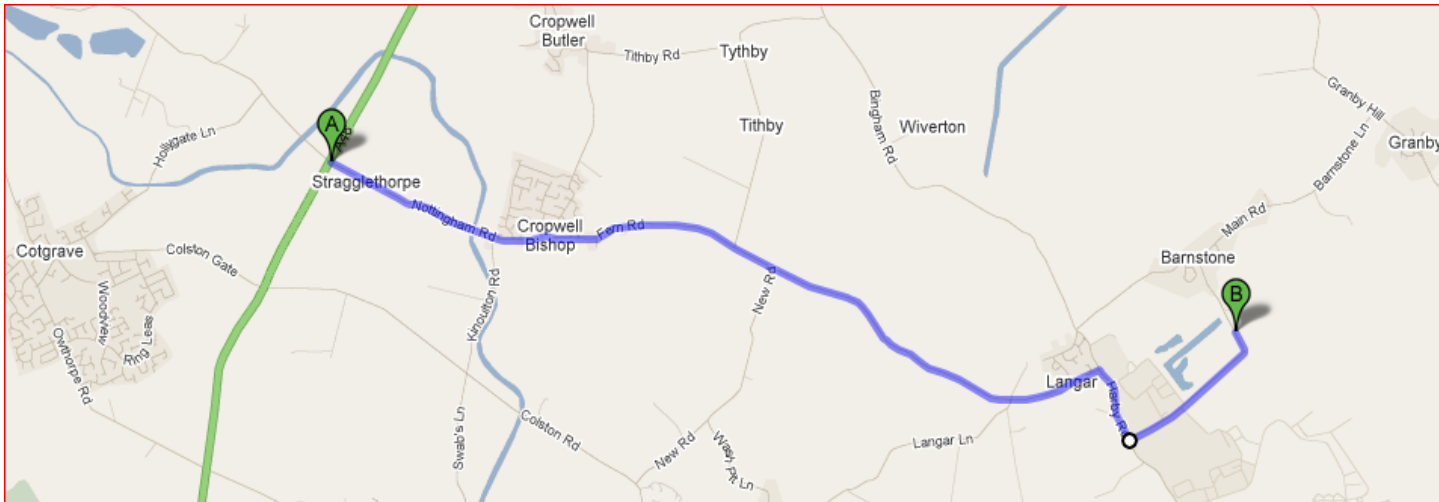 Cropwell
Butler
Tithby Rd
Tythby
Granby Hill
Hollygate Ln
A
Bingham Rd
Tithby
Wiverton
Barnstone Ln
Granby
Stragglethorpe
Nottingham Rd
Cropwell
Bishop
Fern Rd
Main Rd
Cotgrave
Colston Gate
Barnstone
Kinoulton Rd
New Rd
B
Woodview
Ring Leas
Owthorpe Rd
Langar
Harby Rd
Swab's Ln
Colston Rd
New Rd
Wash Pit Ln
Langar Ln